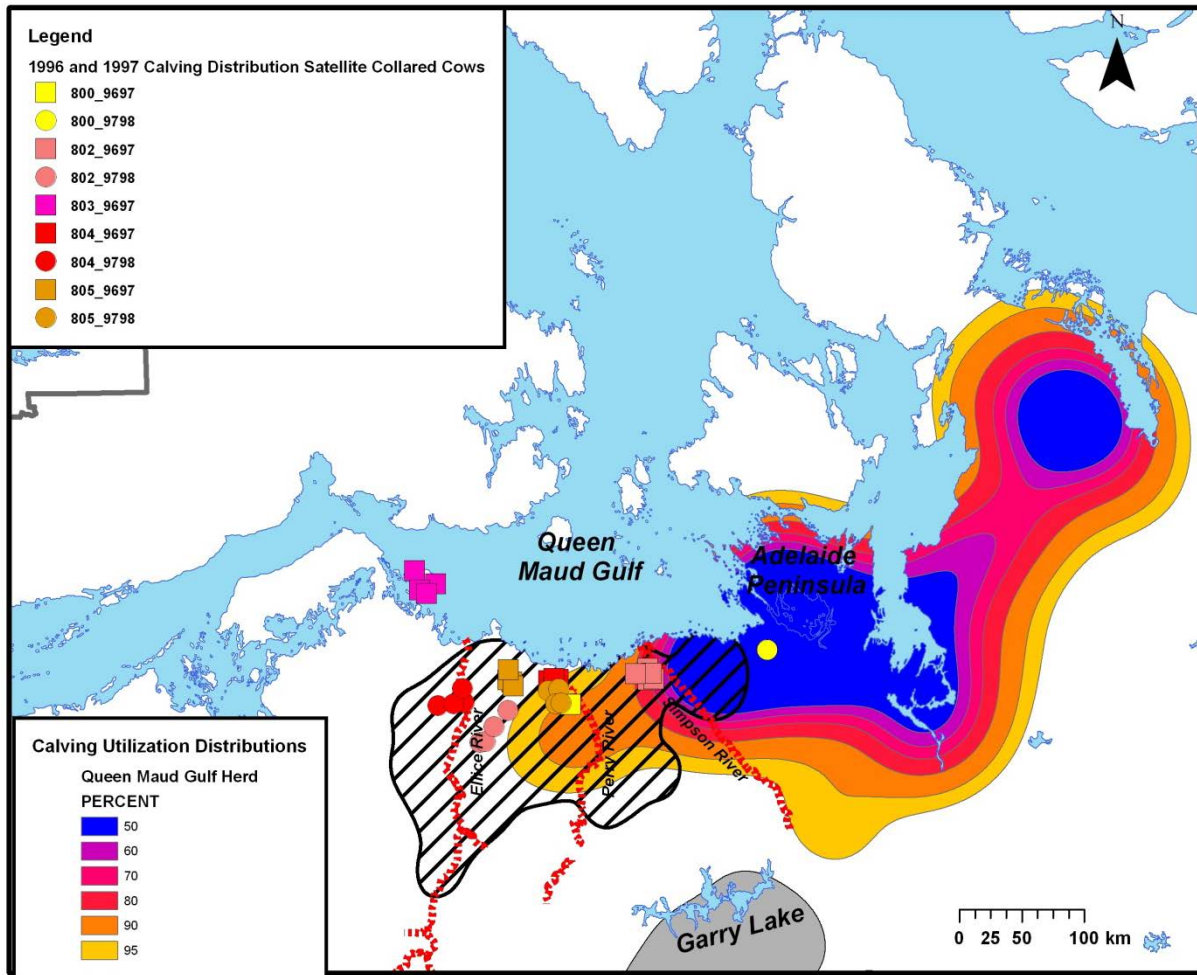 Legend
1996 and 1997 Calving Distribution Satellite Collared Cows
800_9697
800_9798
802_9697
802_9798
803_9697
804_9697
804_9798
805_9697
805_9798
N
Queen
Maud Gulf
Adelaide
Peninsula
Ellice River
Perry River
Simpson River
Garry Lake
Calving Utilization Distributions
Queen Maud Gulf Herd
PERCENT
50
60
70
80
90
95
0 25 50 100 km